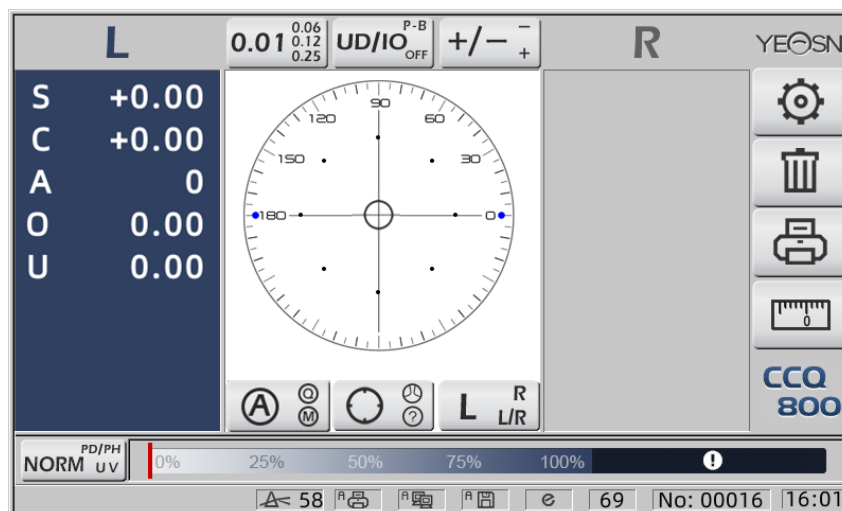 L
0.01 0.06
0.12
0.25
UD/IO P-B
OFF
+/− −
+
R
YEOSN
S +0.00
C +0.00
A 0
O 0.00
U 0.00
90
120 60
150 30
180 0
0
A Q
M
?
L R
L/R
CCQ
800
NORM PD/PH
UV
0% 25% 50% 75% 100% !
58 A A A e 69 No: 00016 16:01